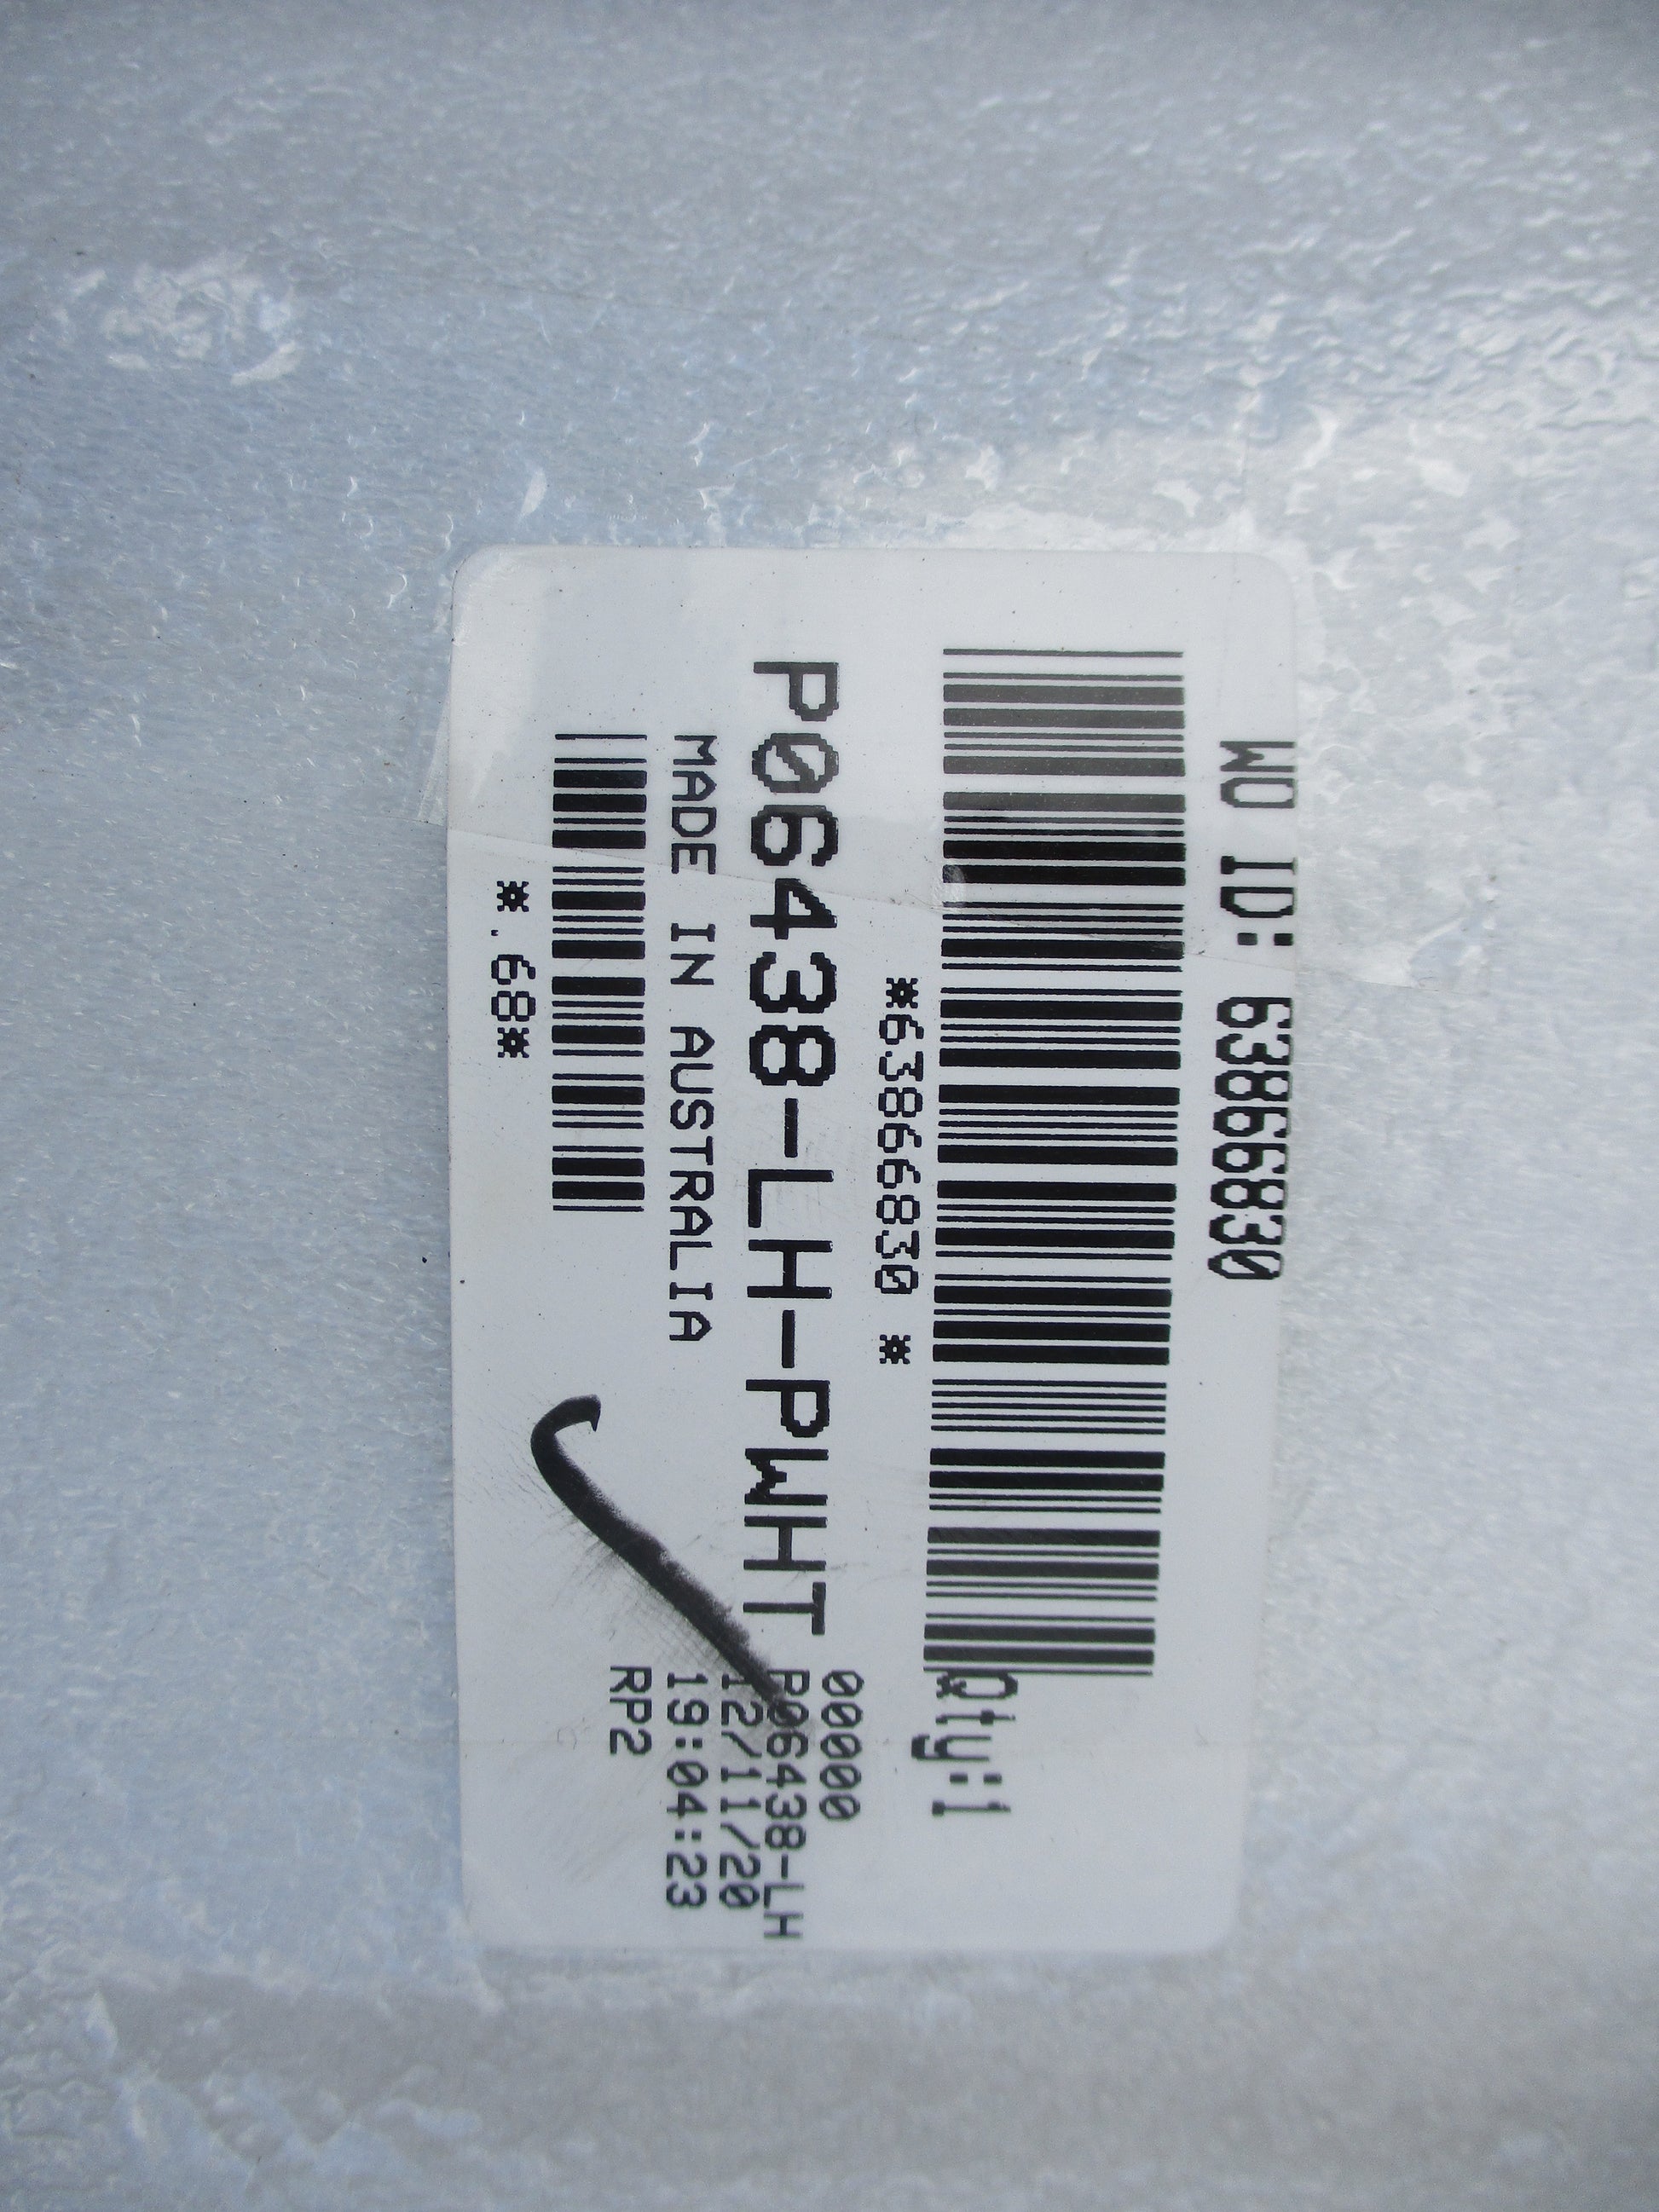 WO ID: 63866830
*63866830 *
Qty:1
P06438-LH-PWHT
MADE IN AUSTRALIA
*.68*
00000
P06438-LH
12/11/20
19:04:23
RP2